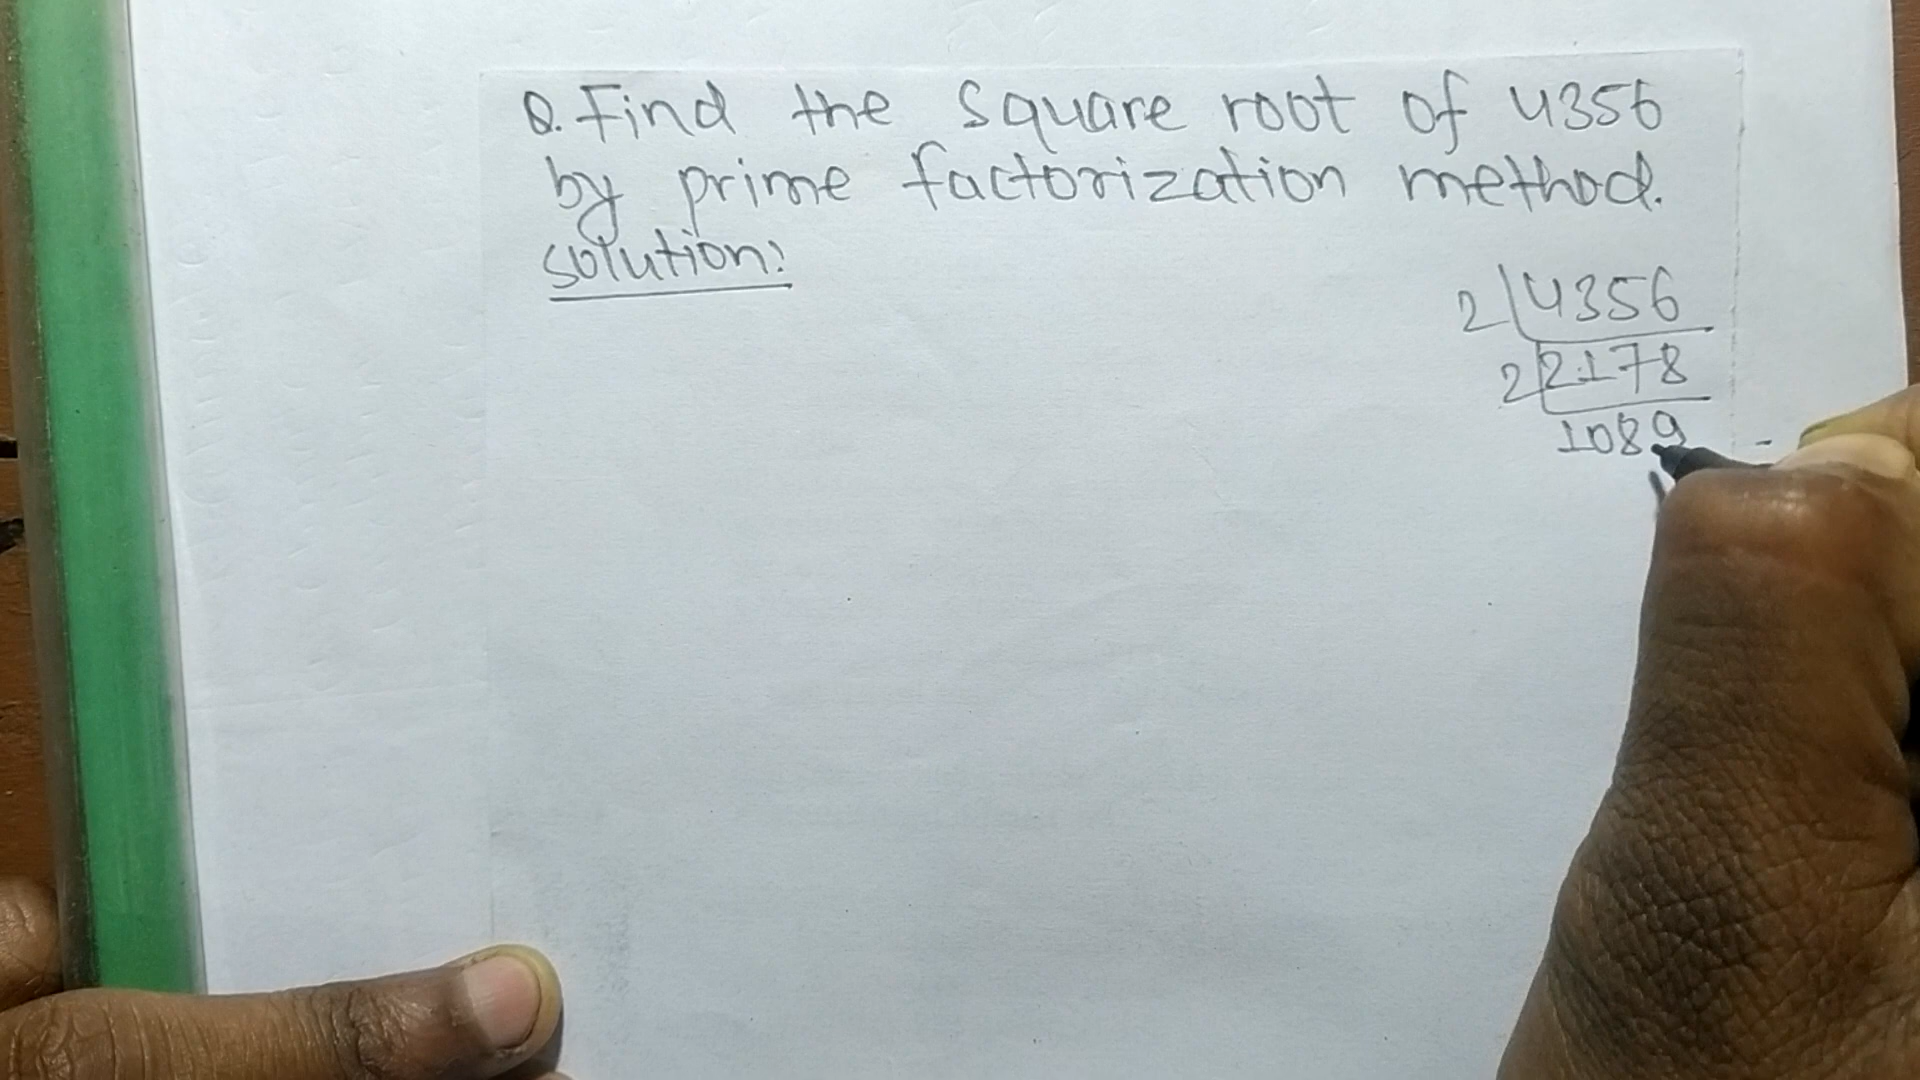 Q. Find the square root of 4356
by prime factorization method.
solution:
2 4356
2 2178
1089